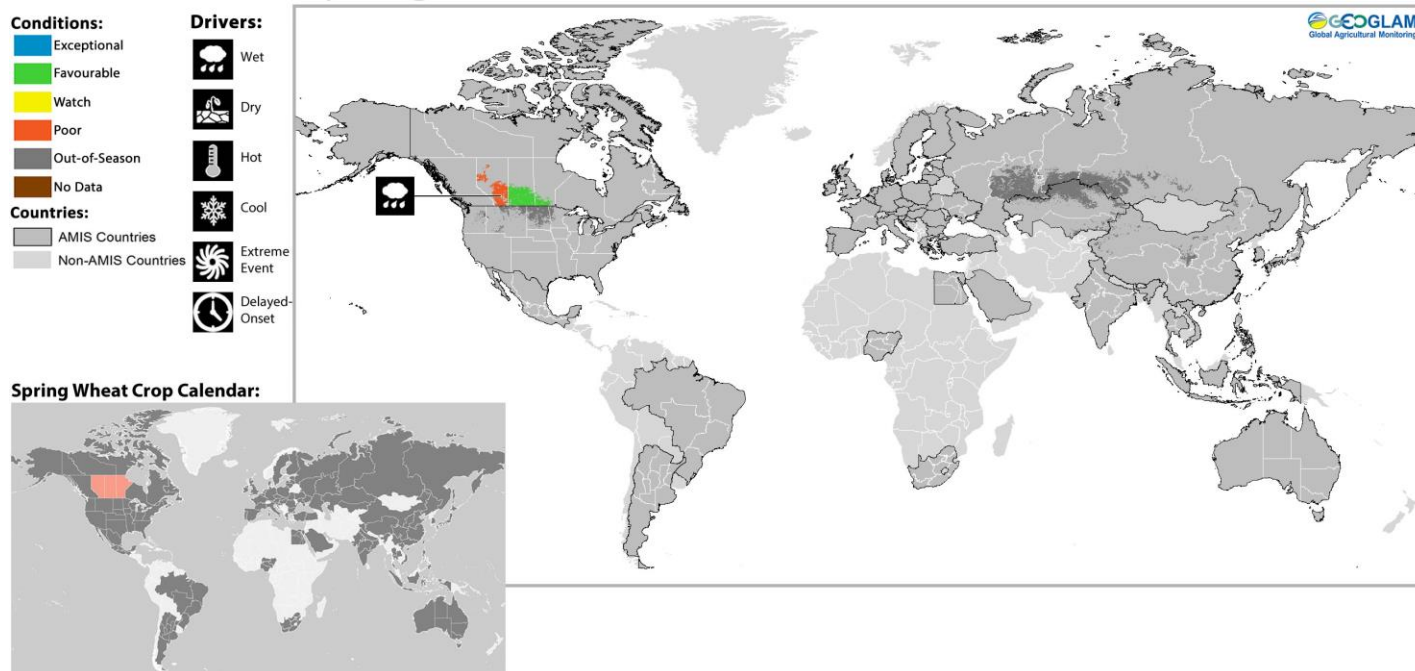 Conditions:
Exceptional
Favourable
Watch
Poor
Out-of-Season
No Data
Countries:
AMIS Countries
Non-AMIS Countries
Drivers:
Wet
Dry
Hot
Cool
Extreme
Event
Delayed-
Onset
GEOGLAM
Global Agricultural Monitoring
Spring Wheat Crop Calendar: